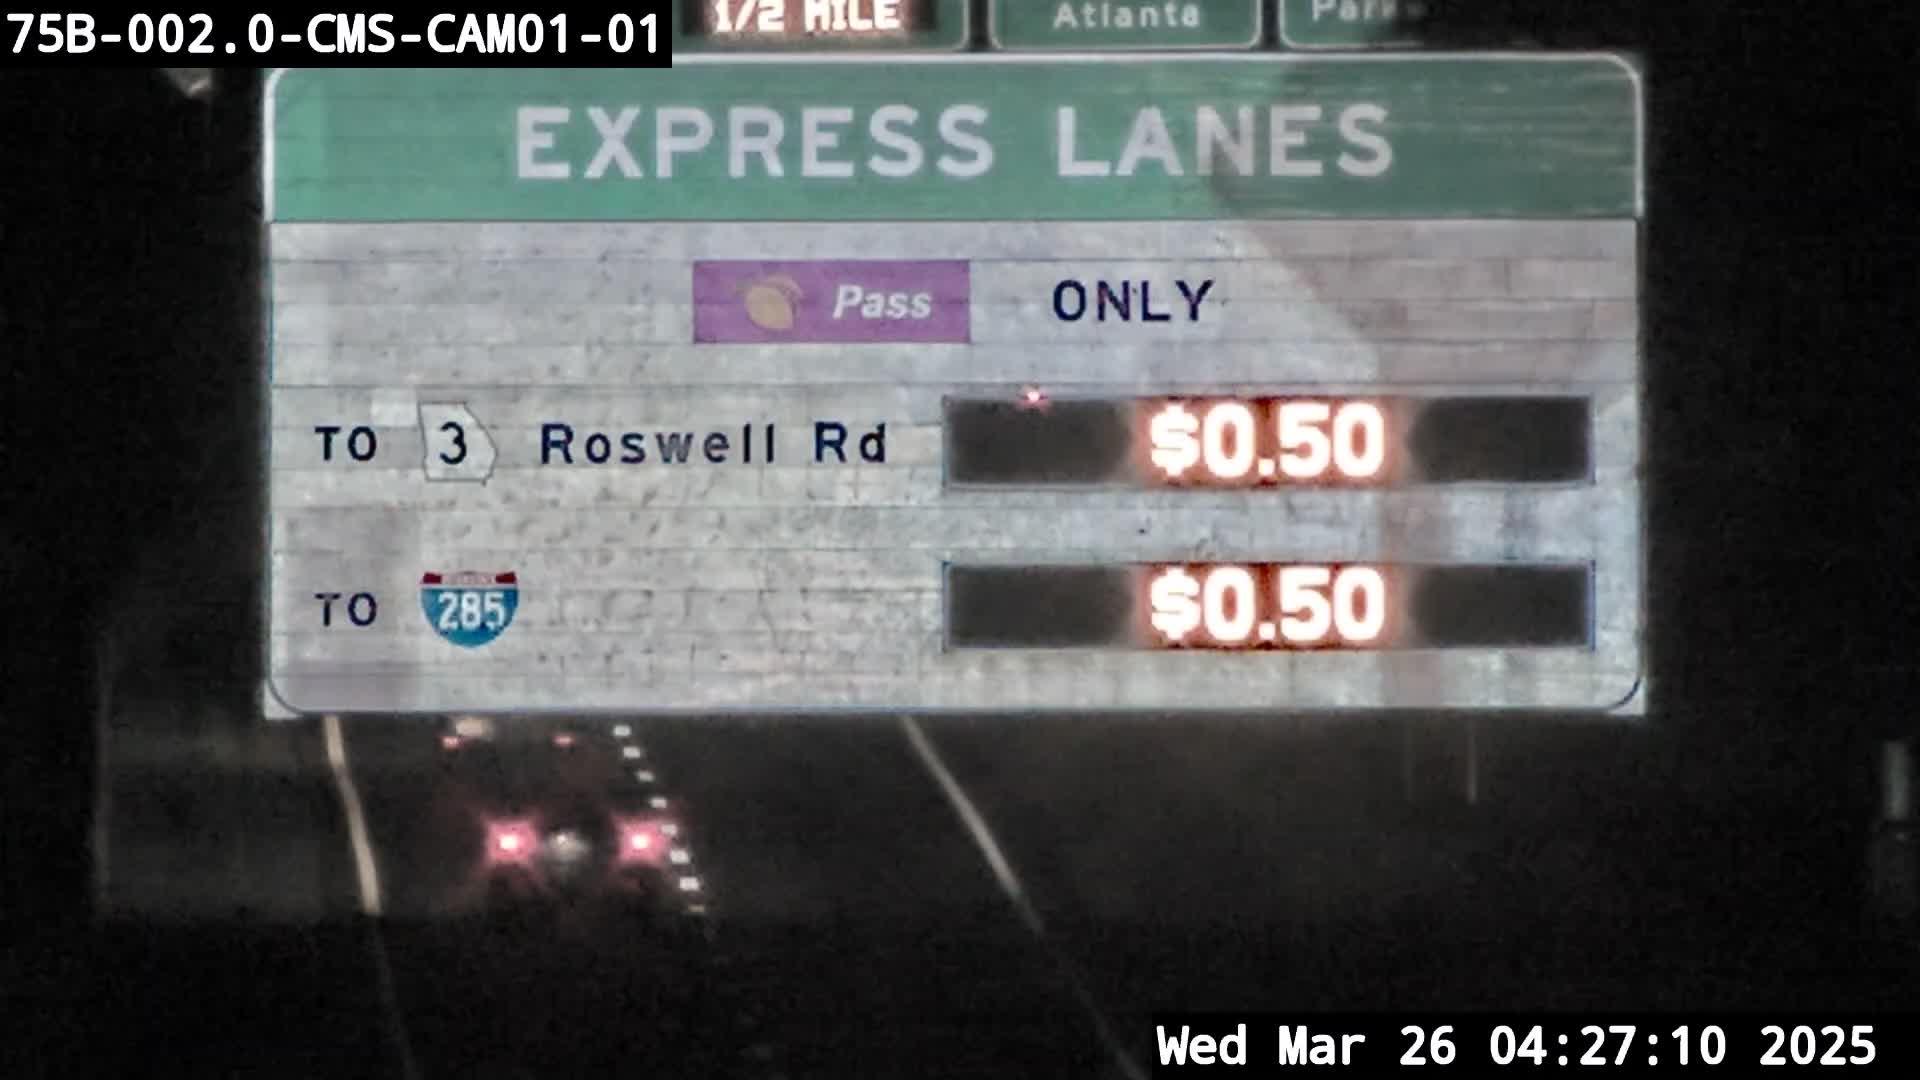 75B-002.0-CMS-CAM01-01
1/2 MILE
Atlanta
EXPRESS LANES
Pass ONLY
TO 3 Roswell Rd $0.50
TO 285 $0.50
Wed Mar 26 04:27:10 2025